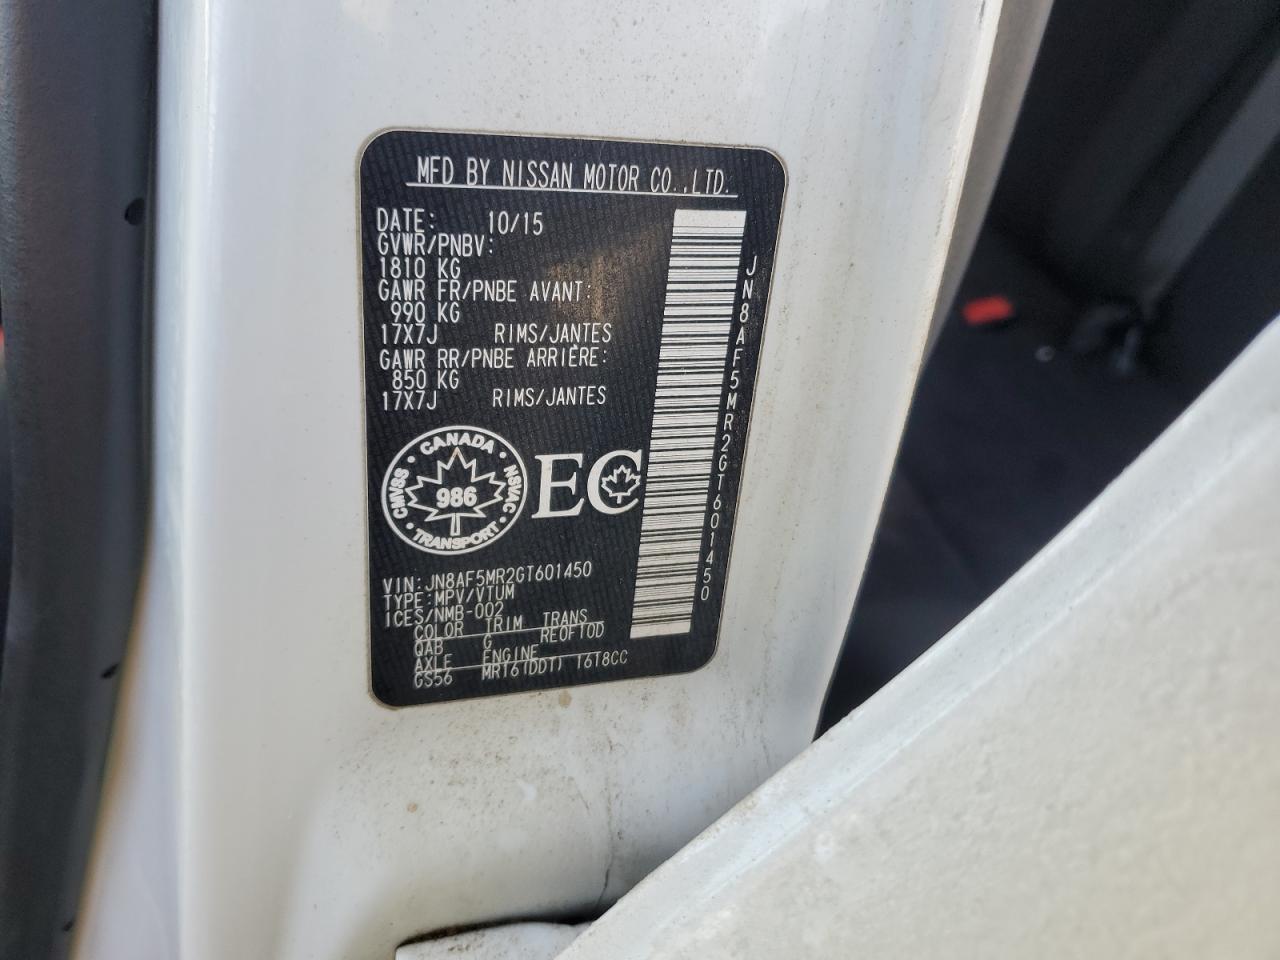 MFD BY NISSAN MOTOR CO.,LTD.
DATE: 10/15
GVWR/PNBV:
1810 KG
GAWR FR/PNBE AVANT:
990 KG
17X7J RIMS/JANTES
GAWR RR/PNBE ARRIÈRE:
850 KG
17X7J RIMS/JANTES
CANADA
CMVSS NSVAC
986
TRANSPORT
EC
VIN:JN8AF5MR2GT601450
TYPE:MPV/VTUM
ICES/NMB-002
COLOR TRIM TRANS
QAB G RE0F10D
AXLE ENGINE
GS56 MR16(DDT) 1618CC
JN8AF5MR2GT601450